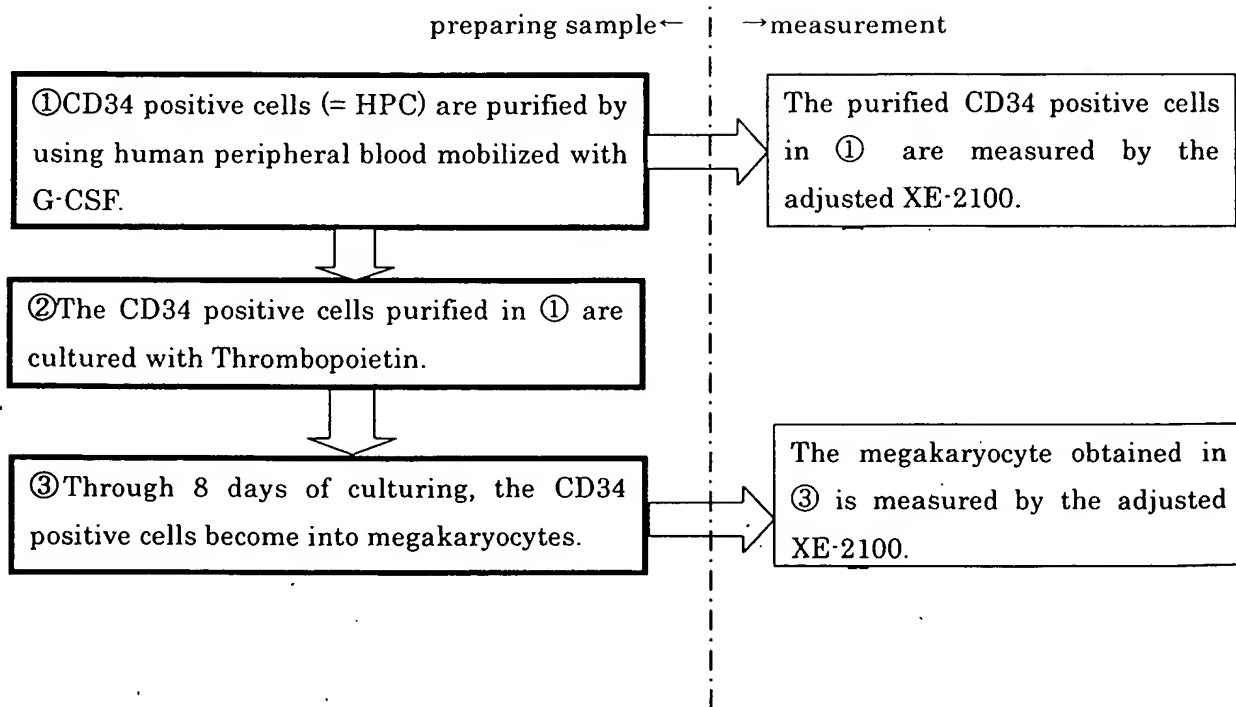 preparing sample← →measurement
①CD34 positive cells (= HPC) are purified by
using human peripheral blood mobilized with
G-CSF.
The purified CD34 positive cells
in ① are measured by the
adjusted XE-2100.
②The CD34 positive cells purified in ① are
cultured with Thrombopoietin.
③Through 8 days of culturing, the CD34
positive cells become into megakaryocytes.
The megakaryocyte obtained in
③ is measured by the adjusted
XE-2100.